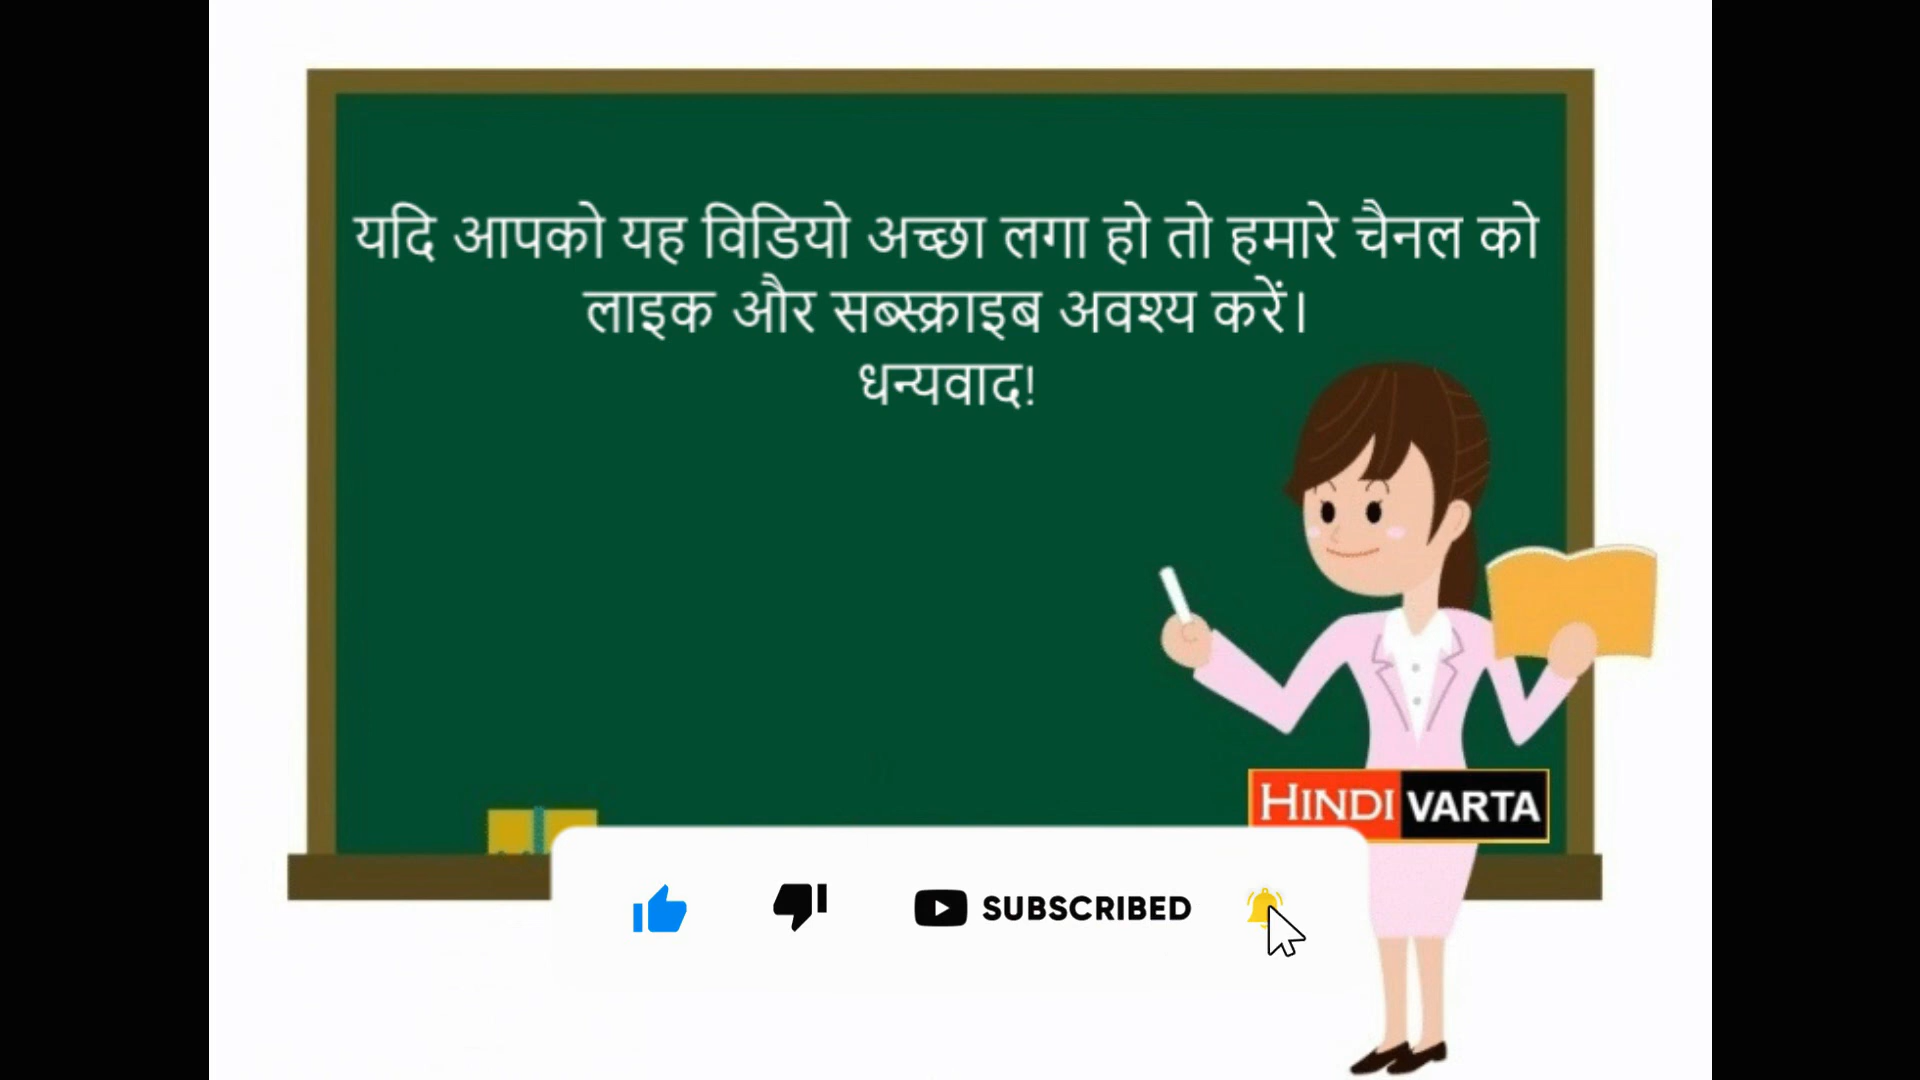 यदि आपको यह विडियो अच्छा लगा हो तो हमारे चैनल को
लाइक और सब्स्क्राइब अवश्य करें।
धन्यवाद!
HINDI VARTA
SUBSCRIBED